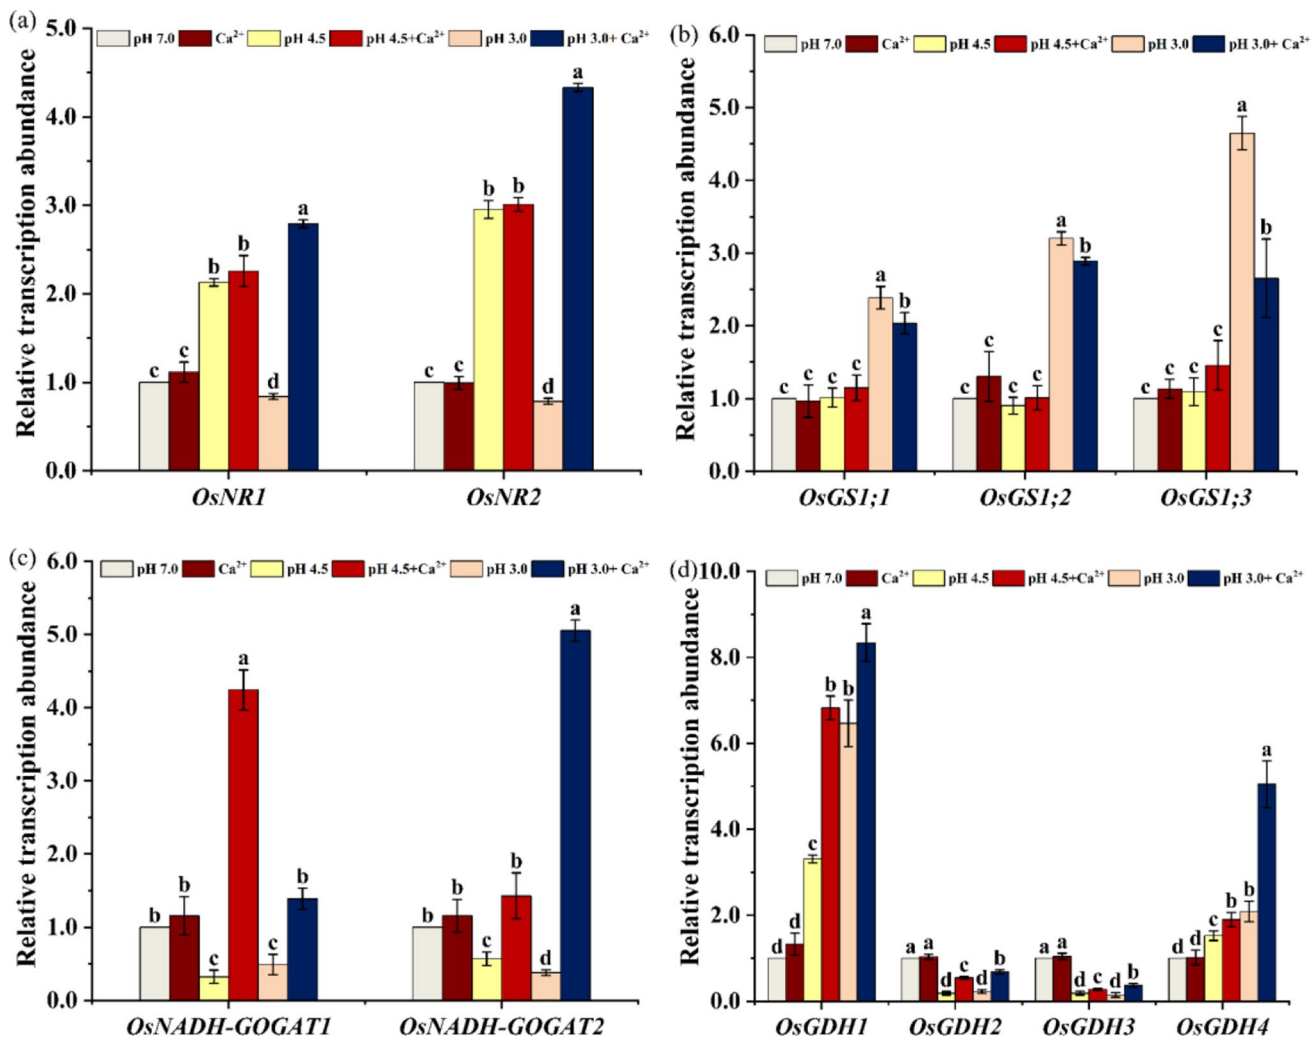 (a)
pH 7.0 Ca²⁺ pH 4.5 pH 4.5+Ca²⁺ pH 3.0 pH 3.0+ Ca²⁺
Relative transcription abundance
5.0
4.0
3.0
2.0
1.0
0.0
c c b b d a
c c b b d a
OsNR1 OsNR2
(b)
pH 7.0 Ca²⁺ pH 4.5 pH 4.5+Ca²⁺ pH 3.0 pH 3.0+ Ca²⁺
Relative transcription abundance
6.0
5.0
4.0
3.0
2.0
1.0
0.0
c c c c a b
c c c c a b
c c c c a b
OsGS1;1 OsGS1;2 OsGS1;3
(c)
pH 7.0 Ca²⁺ pH 4.5 pH 4.5+Ca²⁺ pH 3.0 pH 3.0+ Ca²⁺
Relative transcription abundance
6.0
5.0
4.0
3.0
2.0
1.0
0.0
b b c a c b
b b c b d a
OsNADH-GOGAT1 OsNADH-GOGAT2
(d)
pH 7.0 Ca²⁺ pH 4.5 pH 4.5+Ca²⁺ pH 3.0 pH 3.0+ Ca²⁺
Relative transcription abundance
10.0
8.0
6.0
4.0
2.0
0.0
d d c b b a
a a d c d b
a a d c d b
d d c b b a
OsGDH1 OsGDH2 OsGDH3 OsGDH4